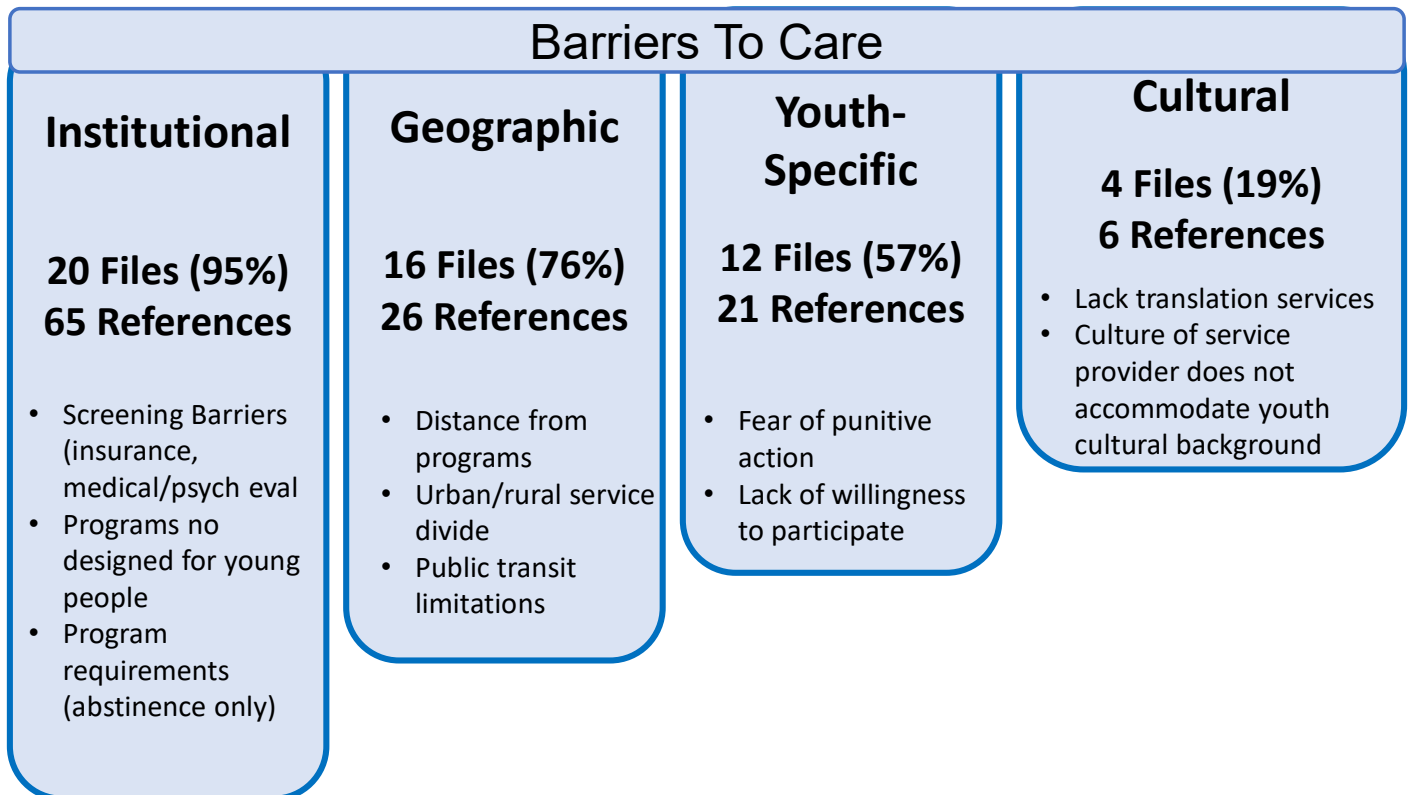 Barriers To Care
Institutional
20 Files (95%)
65 References
• Screening Barriers
(insurance,
medical/psych eval
• Programs no
designed for young
people
• Program
requirements
(abstinence only)
Geographic
16 Files (76%)
26 References
• Distance from
programs
• Urban/rural service
divide
• Public transit
limitations
Youth-
Specific
12 Files (57%)
21 References
• Fear of punitive
action
• Lack of willingness
to participate
Cultural
4 Files (19%)
6 References
• Lack translation services
• Culture of service
provider does not
accommodate youth
cultural background